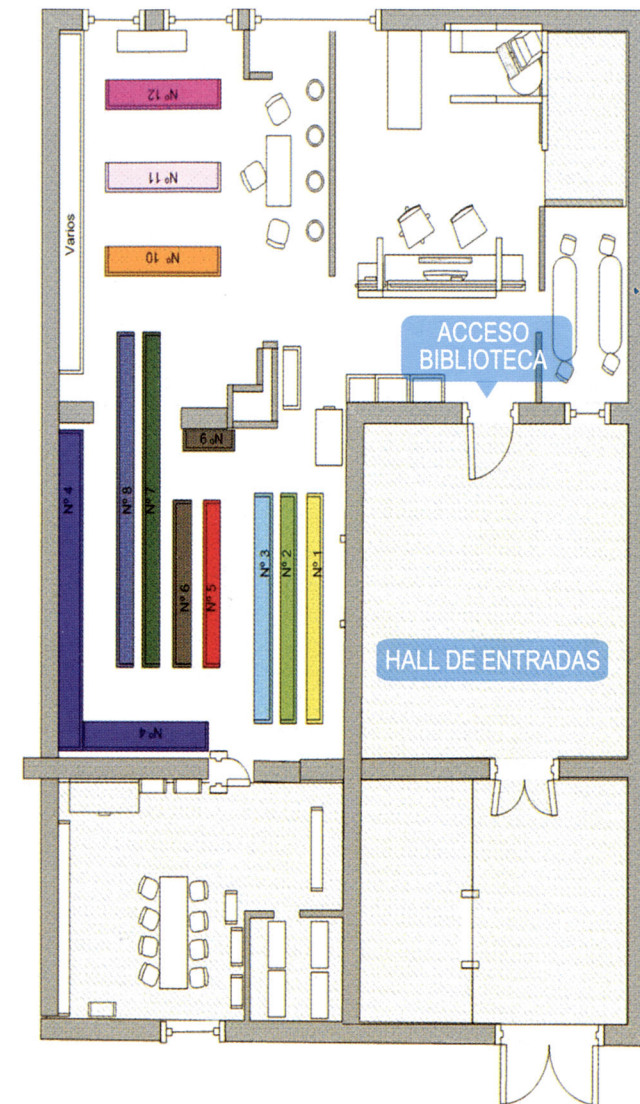 Nº 12
Nº 11
Nº 10
Varios
ACCESO
BIBLIOTECA
Nº 9
Nº 4
Nº 8
Nº 7
Nº 6
Nº 5
Nº 3
Nº 2
Nº 1
HALL DE ENTRADAS
Nº 4